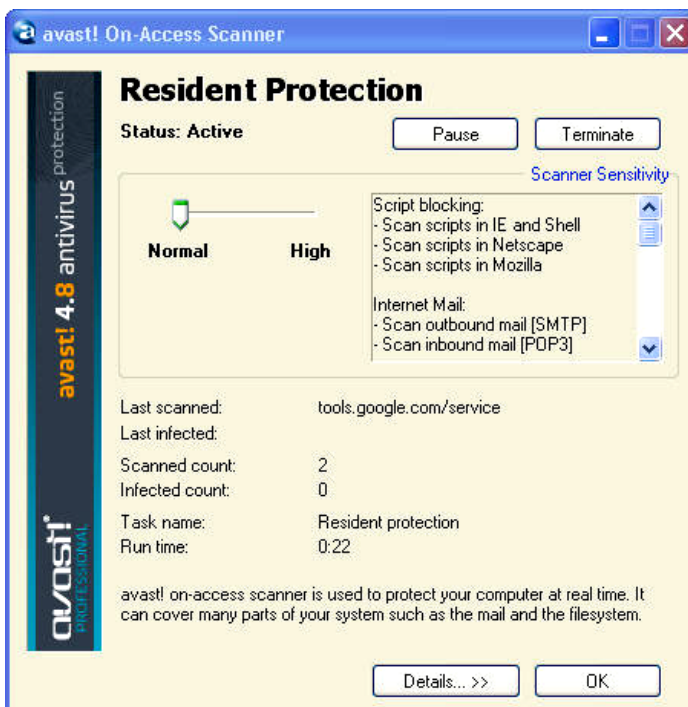 avast! On-Access Scanner
avast! 4.8 antivirus protection
avast!
PROFESSIONAL
Resident Protection
Status: Active
Pause
Terminate
Scanner Sensitivity
Normal
High
Script blocking:
- Scan scripts in IE and Shell
- Scan scripts in Netscape
- Scan scripts in Mozilla
Internet Mail:
- Scan outbound mail [SMTP]
- Scan inbound mail [POP3]
Last scanned: tools.google.com/service
Last infected:
Scanned count: 2
Infected count: 0
Task name: Resident protection
Run time: 0:22
avast! on-access scanner is used to protect your computer at real time. It
can cover many parts of your system such as the mail and the filesystem.
Details... >>
OK